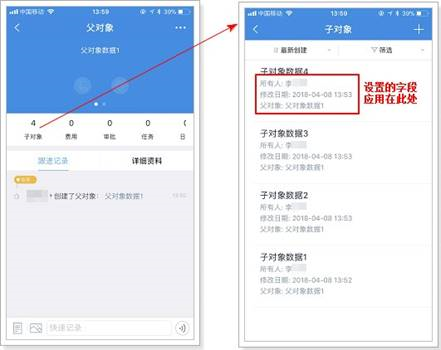 中国移动 13:59 39%
父对象
父对象数据1
4 0 0 0 0
子对象 费用 审批 任务 日
跟进记录 详细资料
创建了父对象： 父对象数据1
快速记录
中国移动 13:59 39%
子对象
最新创建 筛选
子对象数据4
所有人: 李
修改日期: 2018-04-08 13:53
父对象: 父对象数据1
设置的字段
应用在此处
子对象数据3
所有人: 李
修改日期: 2018-04-08 13:53
父对象: 父对象数据1
子对象数据2
所有人: 李
修改日期: 2018-04-08 13:53
父对象: 父对象数据1
子对象数据1
所有人: 李
修改日期: 2018-04-08 13:52
父对象: 父对象数据1